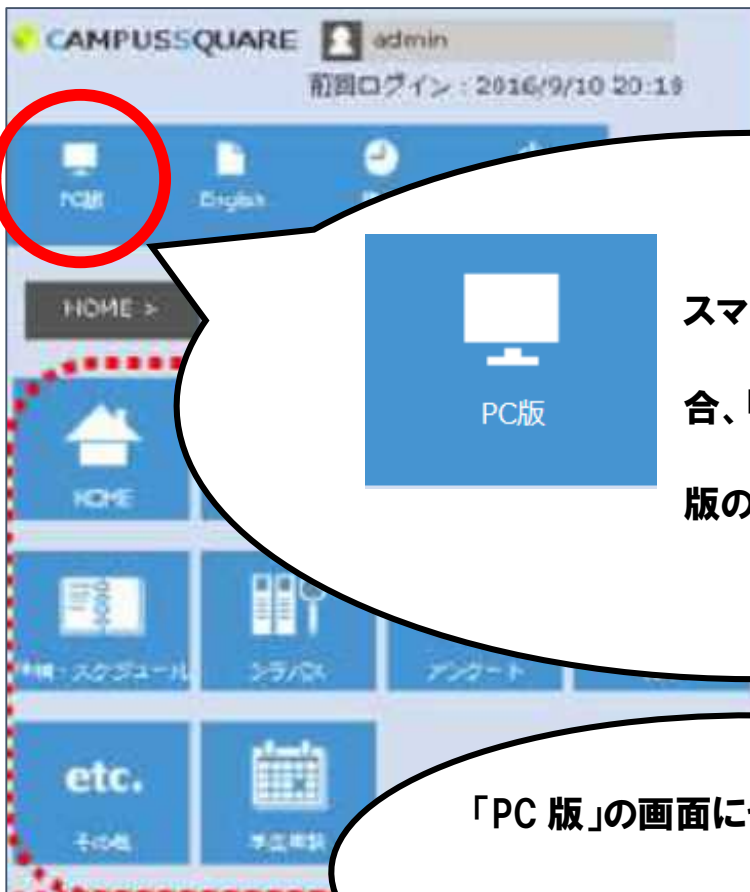 CAMPUSSQUARE admin
前回ログイン：2016/9/10 20:19
PC版 English
HOME >
PC版
スマ
合、
版の
HOME
シラバス アンケート
etc.
その他
「PC 版」の画面に